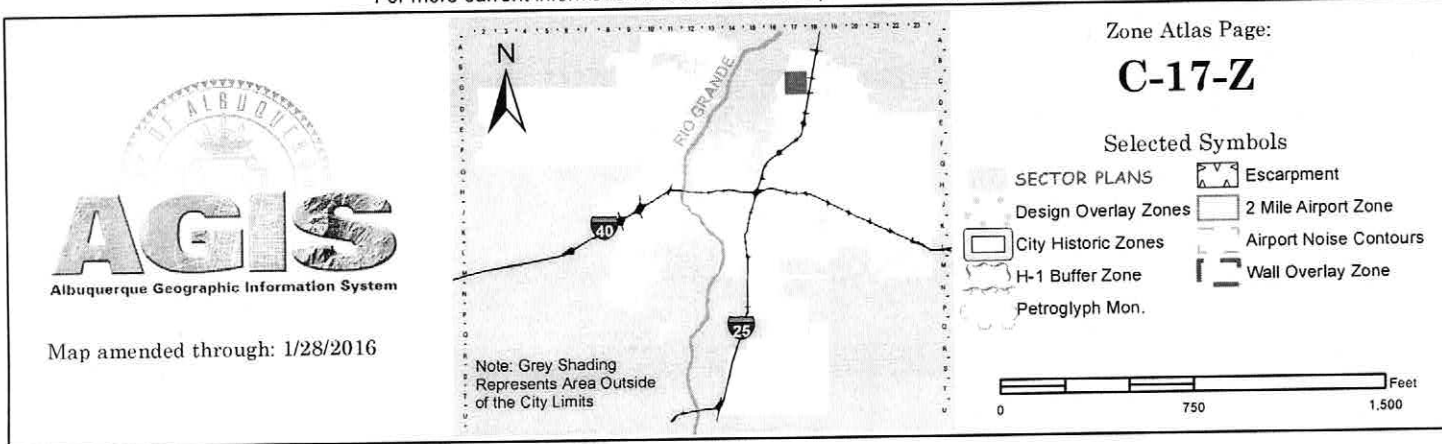 Zone Atlas Page:
C-17-Z
Selected Symbols
SECTOR PLANS
Design Overlay Zones
City Historic Zones
H-1 Buffer Zone
Petroglyph Mon.
Escarpment
2 Mile Airport Zone
Airport Noise Contours
Wall Overlay Zone
Feet
0 750 1,500
N
RIO GRANDE
40
25
Note: Grey Shading
Represents Area Outside
of the City Limits
OF ALBUQUERQUE
AGIS
Albuquerque Geographic Information System
Map amended through: 1/28/2016